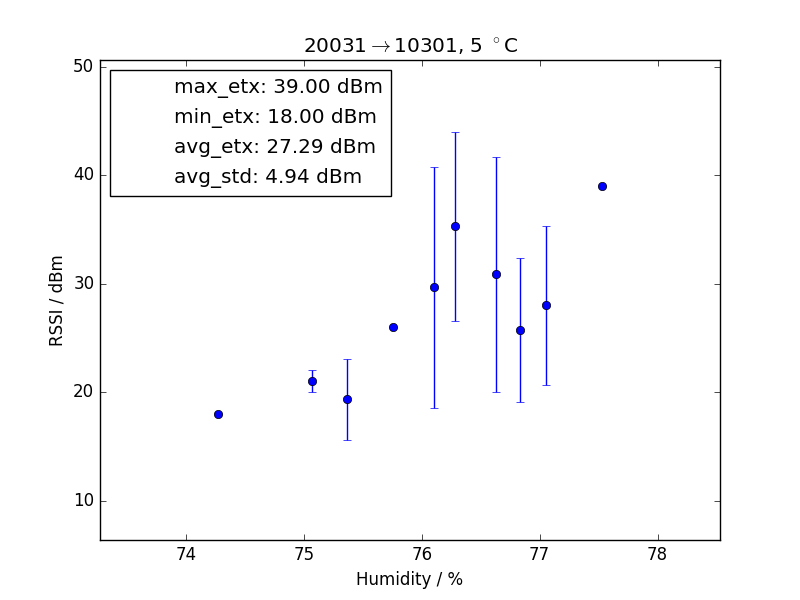 20031→10301, 5 °C
max_etx: 39.00 dBm
min_etx: 18.00 dBm
avg_etx: 27.29 dBm
avg_std: 4.94 dBm
RSSI / dBm
50
40
30
20
10
74 75 76 77 78
Humidity / %